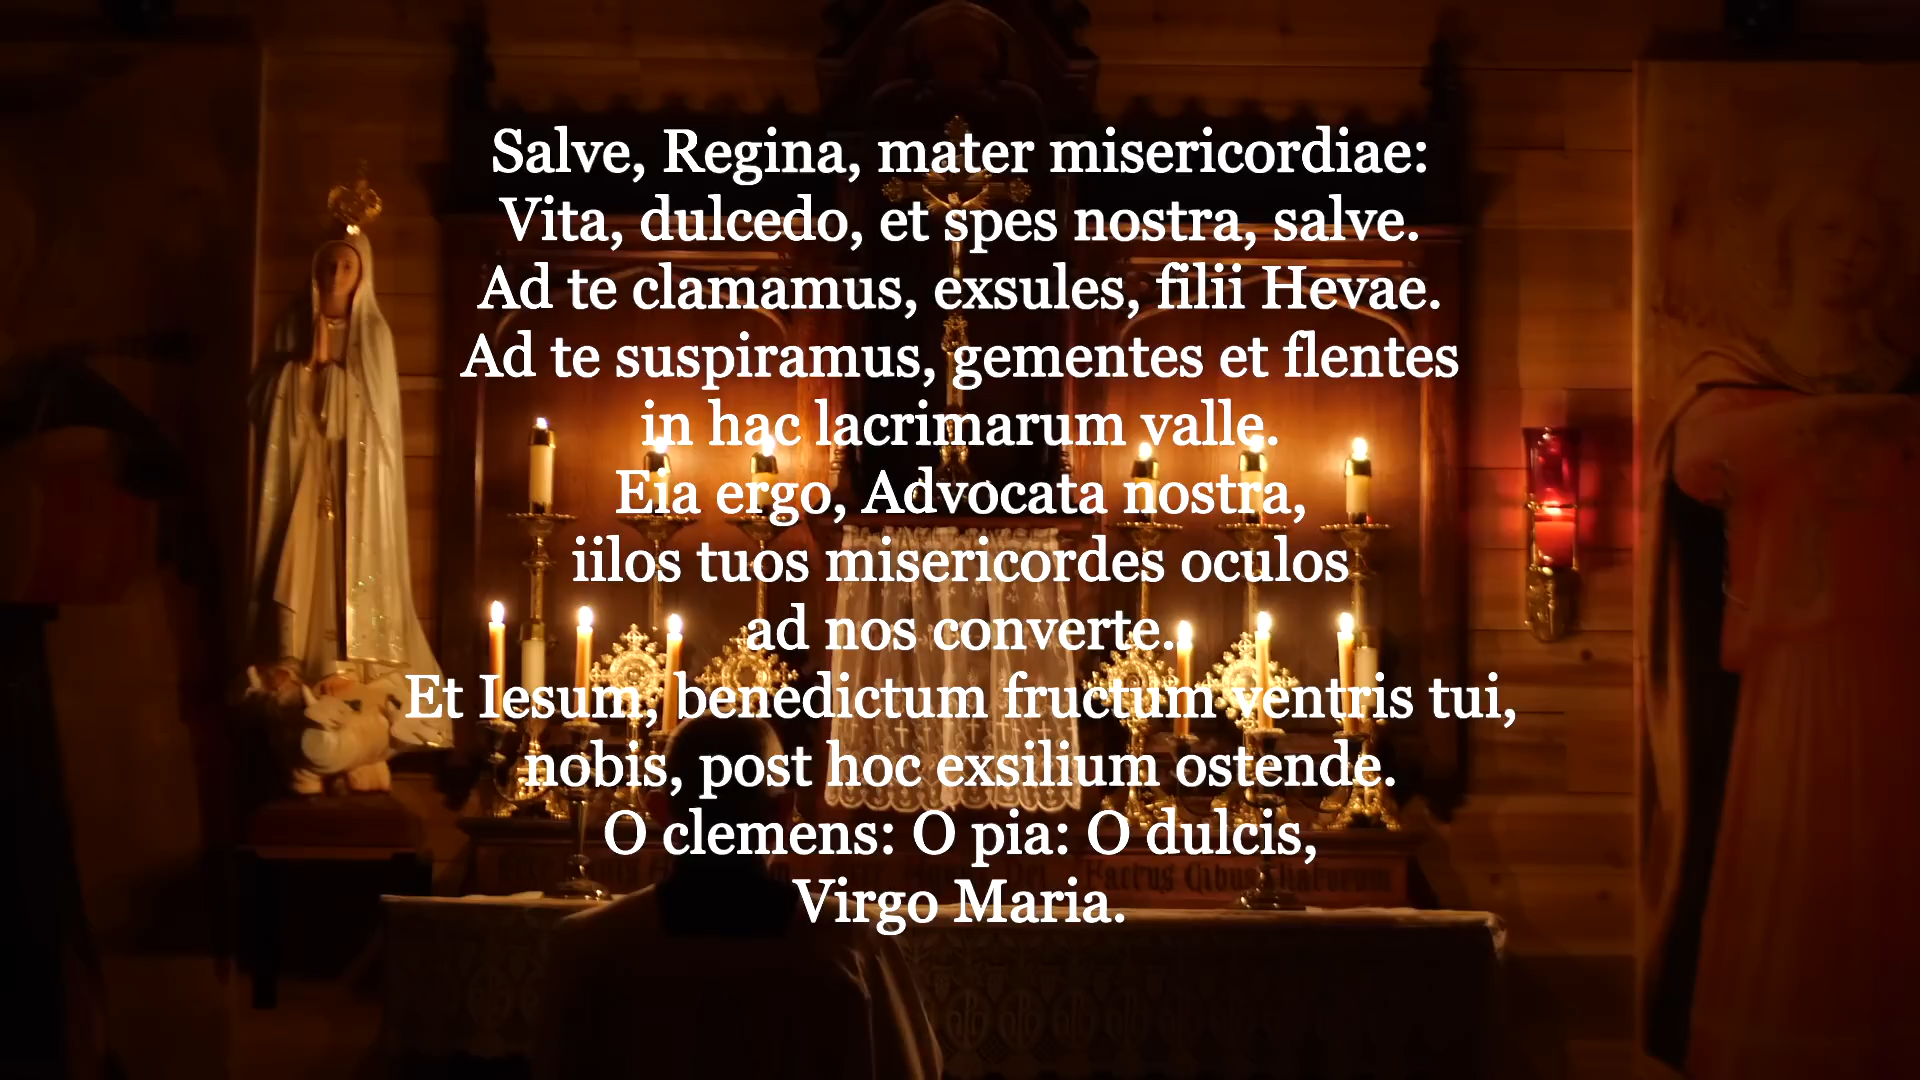 Salve, Regina, mater misericordiae:
Vita, dulcedo, et spes nostra, salve.
Ad te clamamus, exsules, filii Hevae.
Ad te suspiramus, gementes et flentes
in hac lacrimarum valle.
Eia ergo, Advocata nostra,
iilos tuos misericordes oculos
ad nos converte.
Et Iesum, benedictum fructum ventris tui,
nobis, post hoc exsilium ostende.
O clemens: O pia: O dulcis,
Virgo Maria.
Factus Cibus